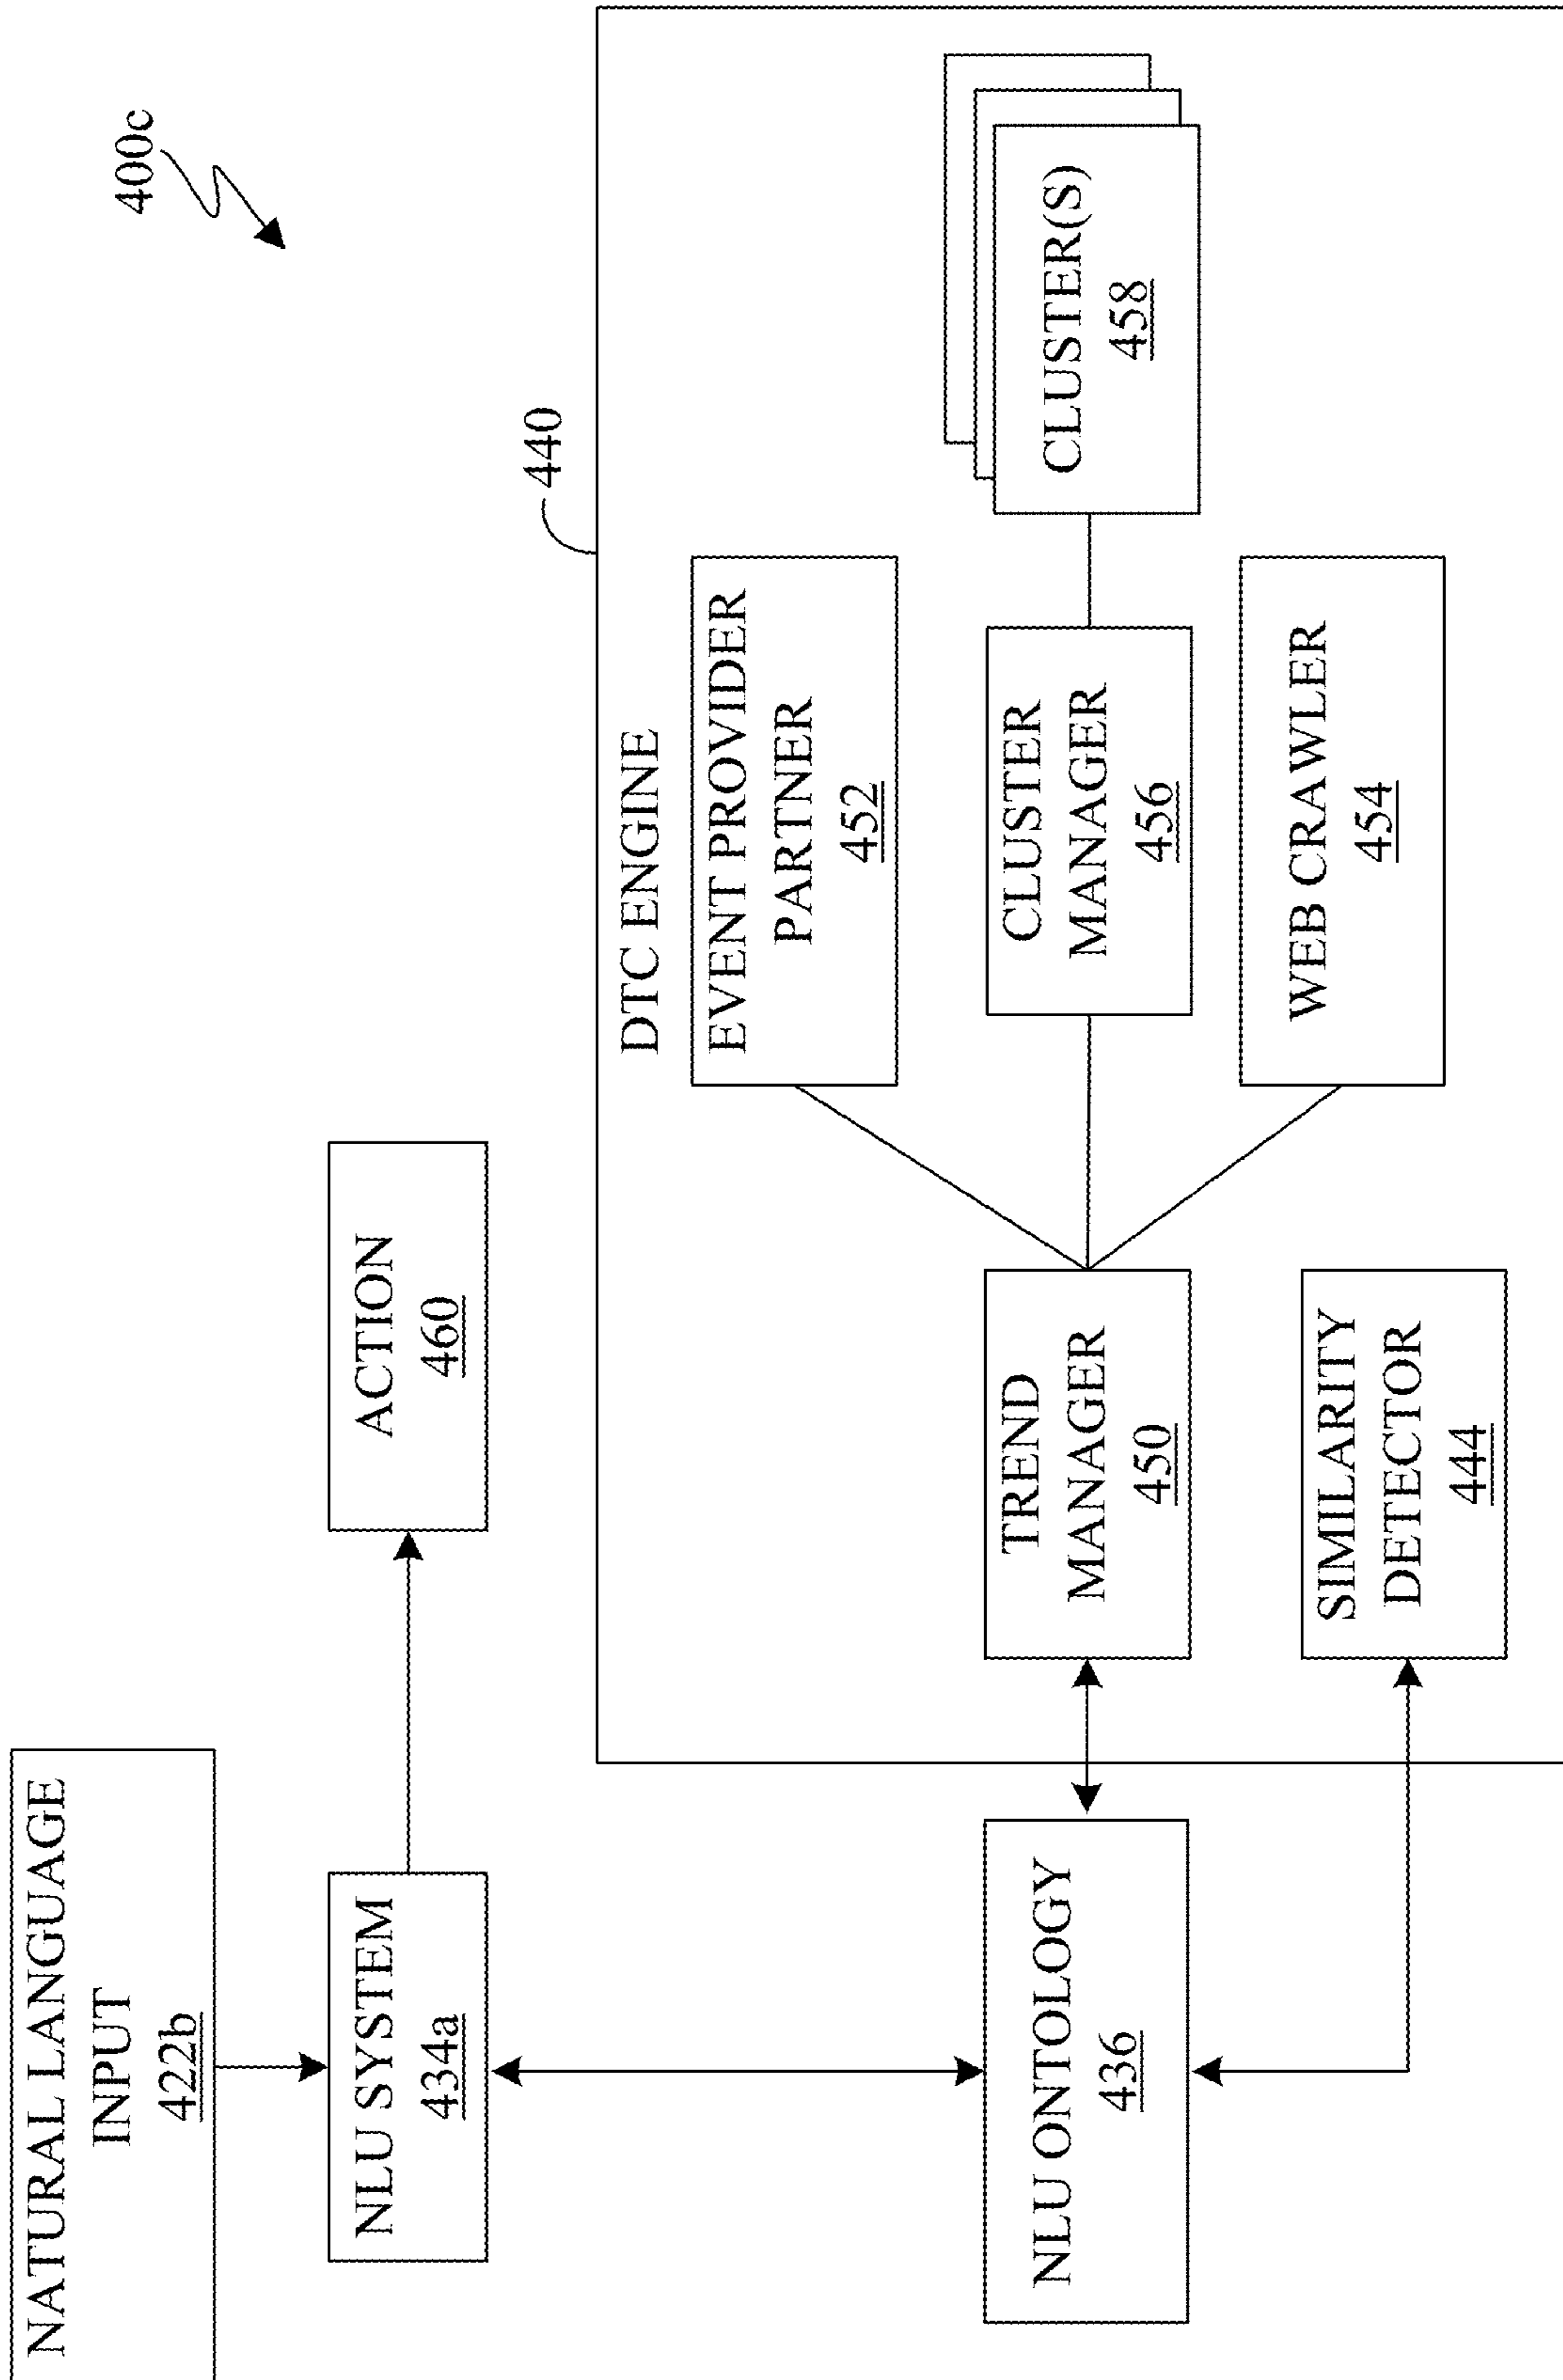 400c
NATURAL LANGUAGE
INPUT
422b
NLU SYSTEM
434a
ACTION
460
440
DTC ENGINE
EVENT PROVIDER
PARTNER
452
NLU ONTOLOGY
436
TREND
MANAGER
450
CLUSTER
MANAGER
456
CLUSTER(S)
458
SIMILARITY
DETECTOR
444
WEB CRAWLER
454